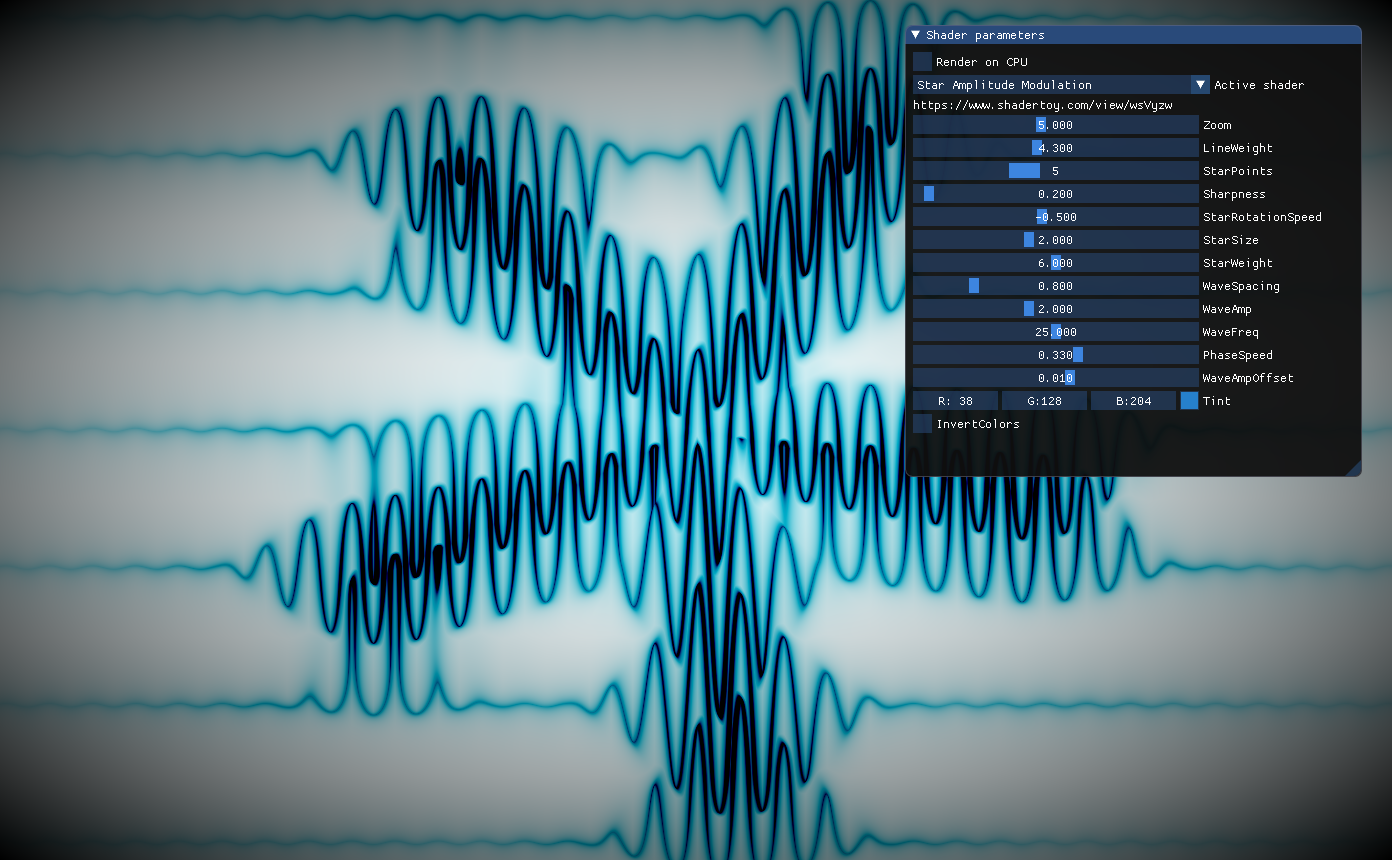 Shader parameters
Render on CPU
Star Amplitude Modulation Active shader
https://www.shadertoy.com/view/wsVyzw
5.000 Zoom
4.300 LineWeight
5 StarPoints
0.200 Sharpness
-0.500 StarRotationSpeed
2.000 StarSize
6.000 StarWeight
0.800 WaveSpacing
2.000 WaveAmp
25.000 WaveFreq
0.330 PhaseSpeed
0.010 WaveAmpOffset
R: 38 G:128 B:204 Tint
InvertColors